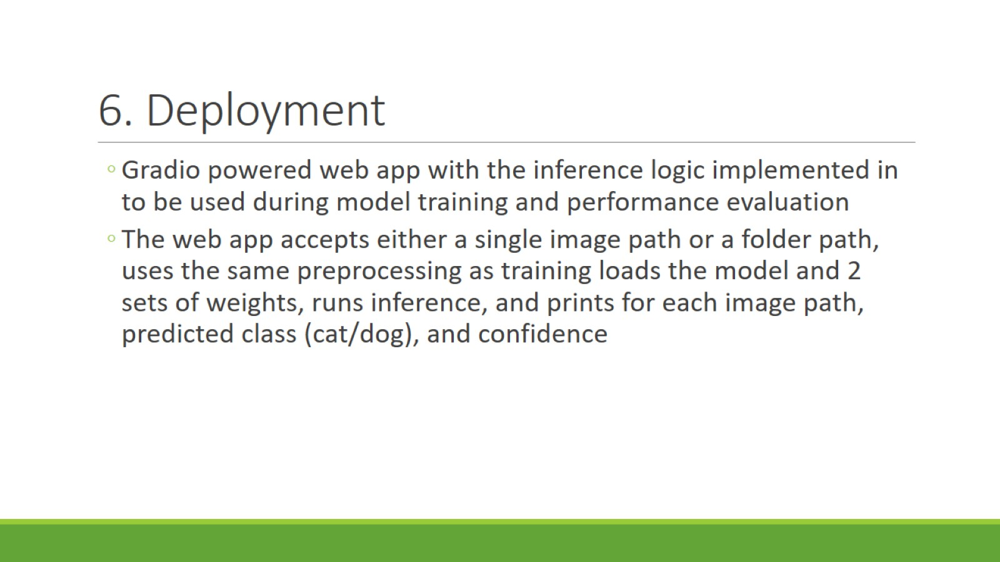 6. Deployment
Gradio powered web app with the inference logic implemented in
to be used during model training and performance evaluation
The web app accepts either a single image path or a folder path,
uses the same preprocessing as training loads the model and 2
sets of weights, runs inference, and prints for each image path,
predicted class (cat/dog), and confidence